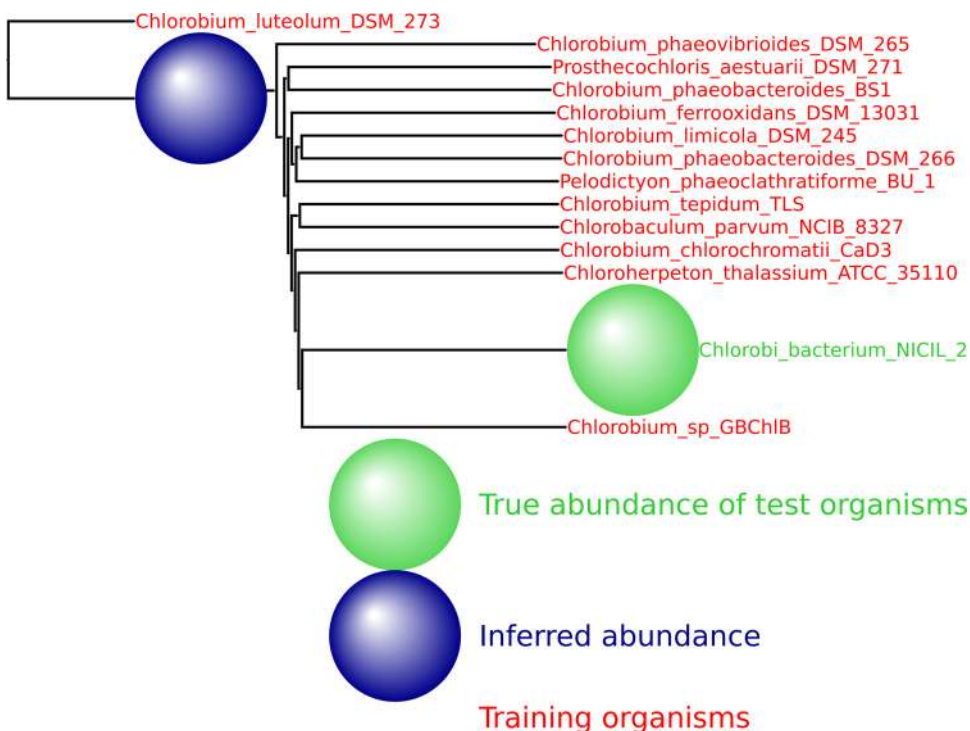 Chlorobium_luteolum_DSM_273
Chlorobium_phaeovibrioides_DSM_265
Prosthecochloris_aestuarii_DSM_271
Chlorobium_phaeobacteroides_BS1
Chlorobium_ferrooxidans_DSM_13031
Chlorobium_limicola_DSM_245
Chlorobium_phaeobacteroides_DSM_266
Pelodictyon_phaeoclathratiforme_BU_1
Chlorobium_tepidum_TLS
Chlorobaculum_parvum_NCIB_8327
Chlorobium_chlorochromatii_CaD3
Chloroherpeton_thalassium_ATCC_35110
Chlorobi_bacterium_NICIL_2
Chlorobium_sp_GBChlB
True abundance of test organisms
Inferred abundance
Training organisms